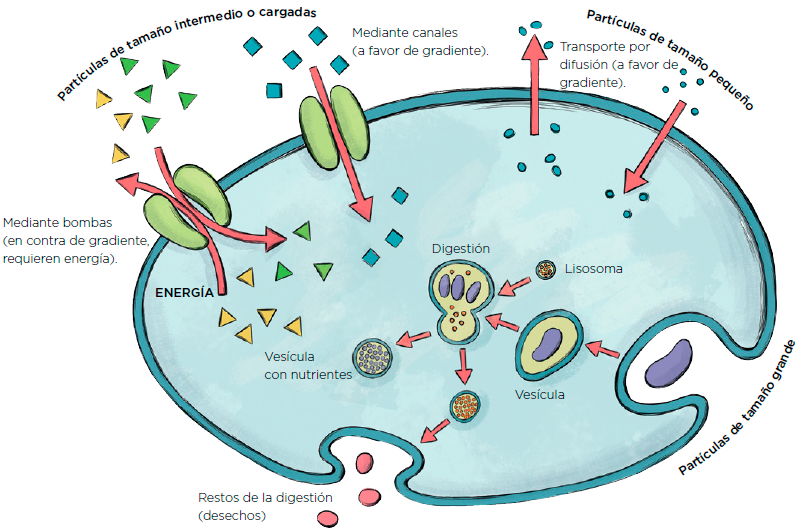 Partículas de tamaño intermedio o cargadas
Mediante canales
(a favor de gradiente).
Partículas de tamaño pequeño
Transporte por
difusión (a favor de
gradiente).
Mediante bombas
(en contra de gradiente,
requieren energía).
ENERGÍA
Digestión
Lisosoma
Vesícula
con nutrientes
Vesícula
Partículas de tamaño grande
Restos de la digestión
(desechos)